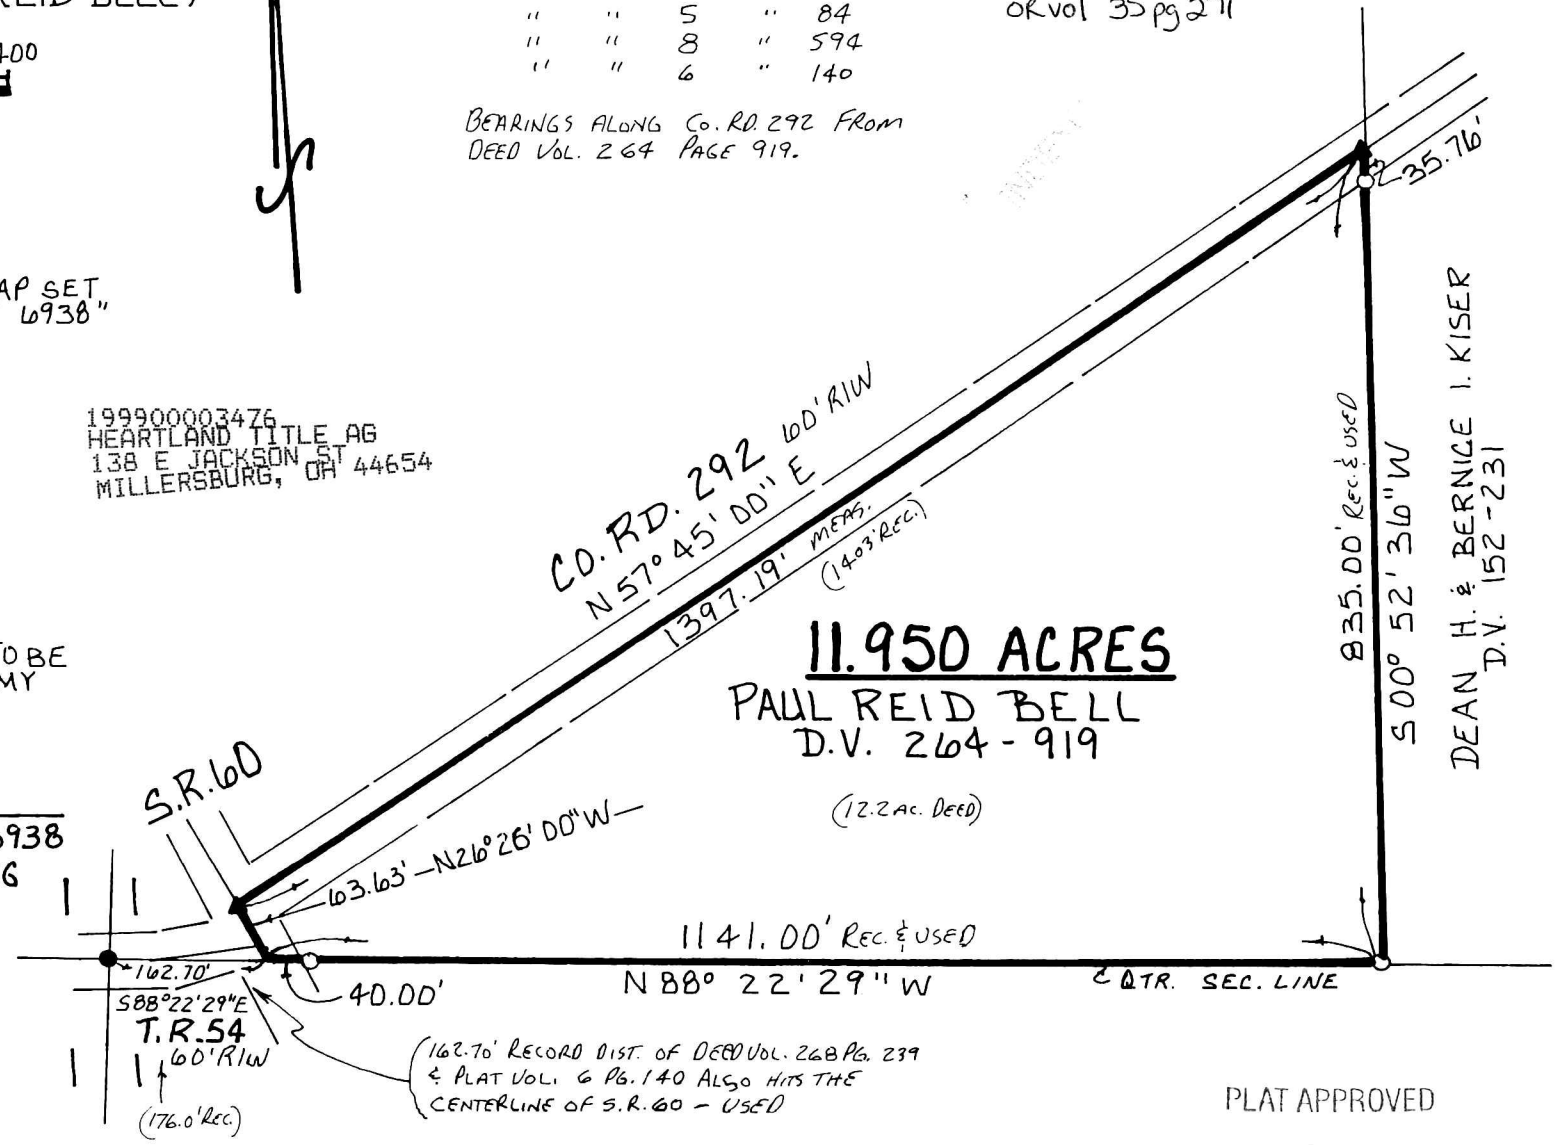 REID BELL
400
" " 5 " 84
" " 8 " 594
" " 6 " 140
OR vol 35 pg 271
BEARINGS ALONG CO. RD. 292 FROM
DEED VOL. 264 PAGE 919.
AP SET
6938"
199900003476
HEARTLAND TITLE AG
138 E JACKSON ST
MILLERSBURG, OH 44654
35.76'
CO. RD. 292 60' R/W
N 57° 45' 00" E
1397.19' MEAS.
(1403' REC.)
835.00' REC. & USED
S 00° 52' 36" W
DEAN H. & BERNICE I. KISER
D.V. 152-231
11.950 ACRES
PAUL REID BELL
D.V. 264-919
(12.2 AC. DEED)
TO BE
MY
6938
S.R. 60
63.63' — N26°26'00"W —
1141.00' REC. & USED
N 88° 22' 29" W
QTR. SEC. LINE
162.70'
S88°22'29"E
T.R. 54
60' R/W
(176.0' REC.)
40.00'
(162.70' RECORD DIST. OF DEED VOL. 268 PG. 239
& PLAT VOL. 6 PG. 140 ALSO HITS THE
CENTERLINE OF S.R. 60 — USED
PLAT APPROVED